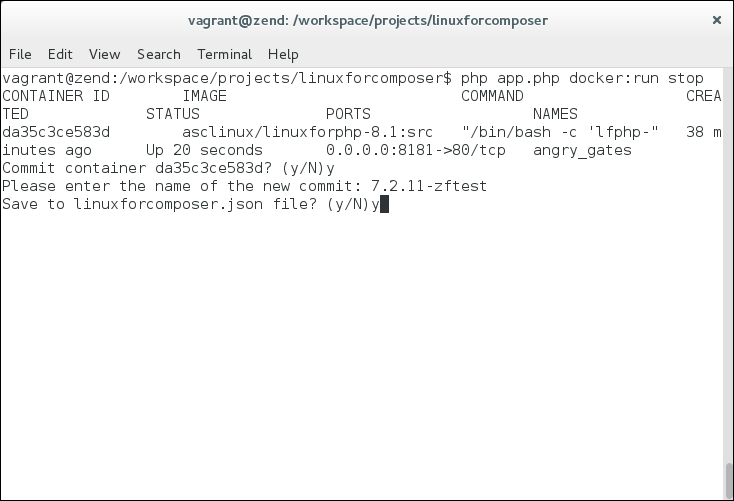 vagrant@zend: /workspace/projects/linuxforcomposer ×
File Edit View Search Terminal Help
vagrant@zend:/workspace/projects/linuxforcomposer$ php app.php docker:run stop
CONTAINER ID        IMAGE                          COMMAND                  CREA
TED             STATUS              PORTS                  NAMES
da35c3ce583d        asclinux/linuxforphp-8.1:src   "/bin/bash -c 'lfphp-"   38 m
inutes ago      Up 20 seconds       0.0.0.0:8181->80/tcp   angry_gates
Commit container da35c3ce583d? (y/N)y
Please enter the name of the new commit: 7.2.11-zftest
Save to linuxforcomposer.json file? (y/N)y